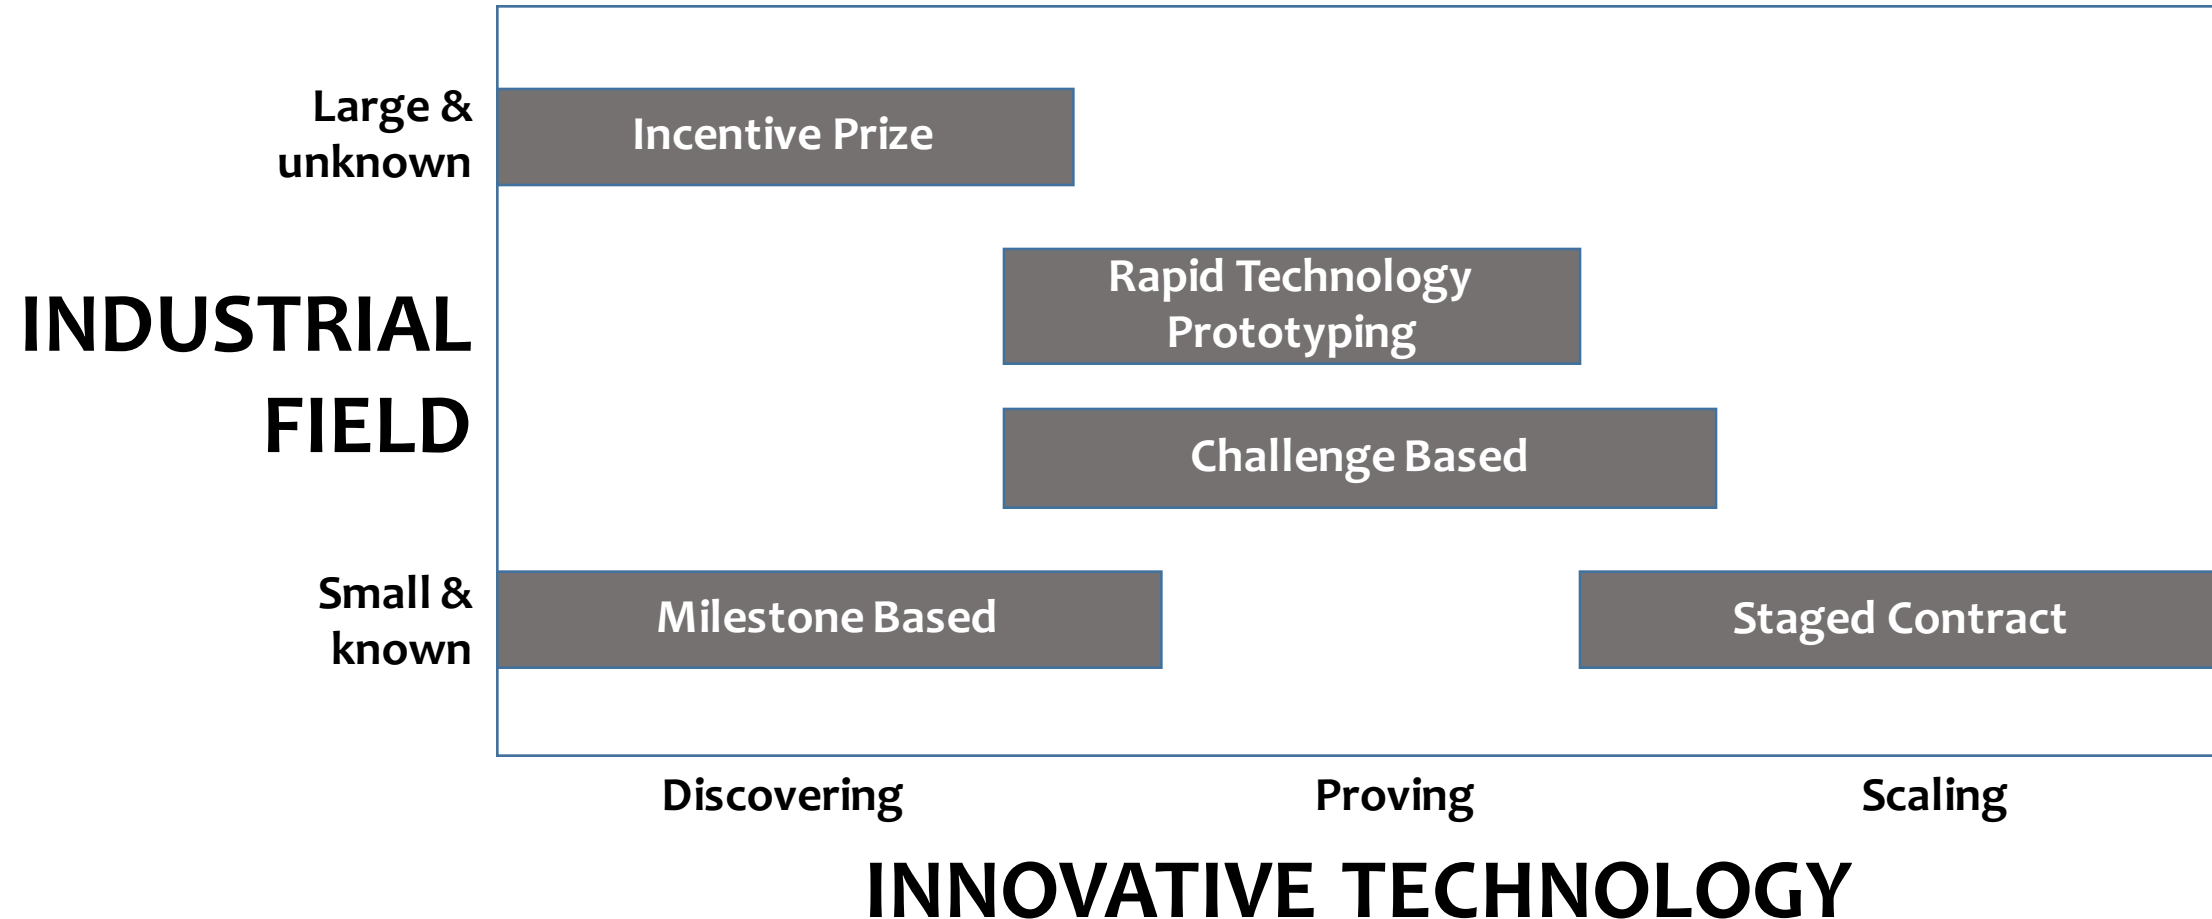 Large &
unknown
Incentive Prize
Rapid Technology
Prototyping
INDUSTRIAL
FIELD
Challenge Based
Small &
known
Milestone Based
Staged Contract
Discovering
Proving
Scaling
INNOVATIVE TECHNOLOGY